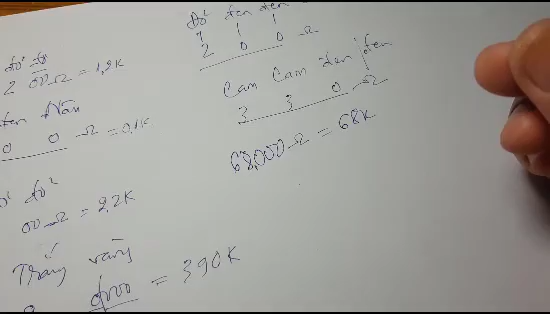 đỏ đen đen
2 0 0 Ω
Cam Cam đen đen
3 3 0 Ω
68.000 Ω = 68K
đỏ đỏ
2 00 Ω = 1,2K
đen Nâu
0 0 Ω = 0.1K
đỏ
00 Ω = 2,2K
Trắng vàng
= 390K